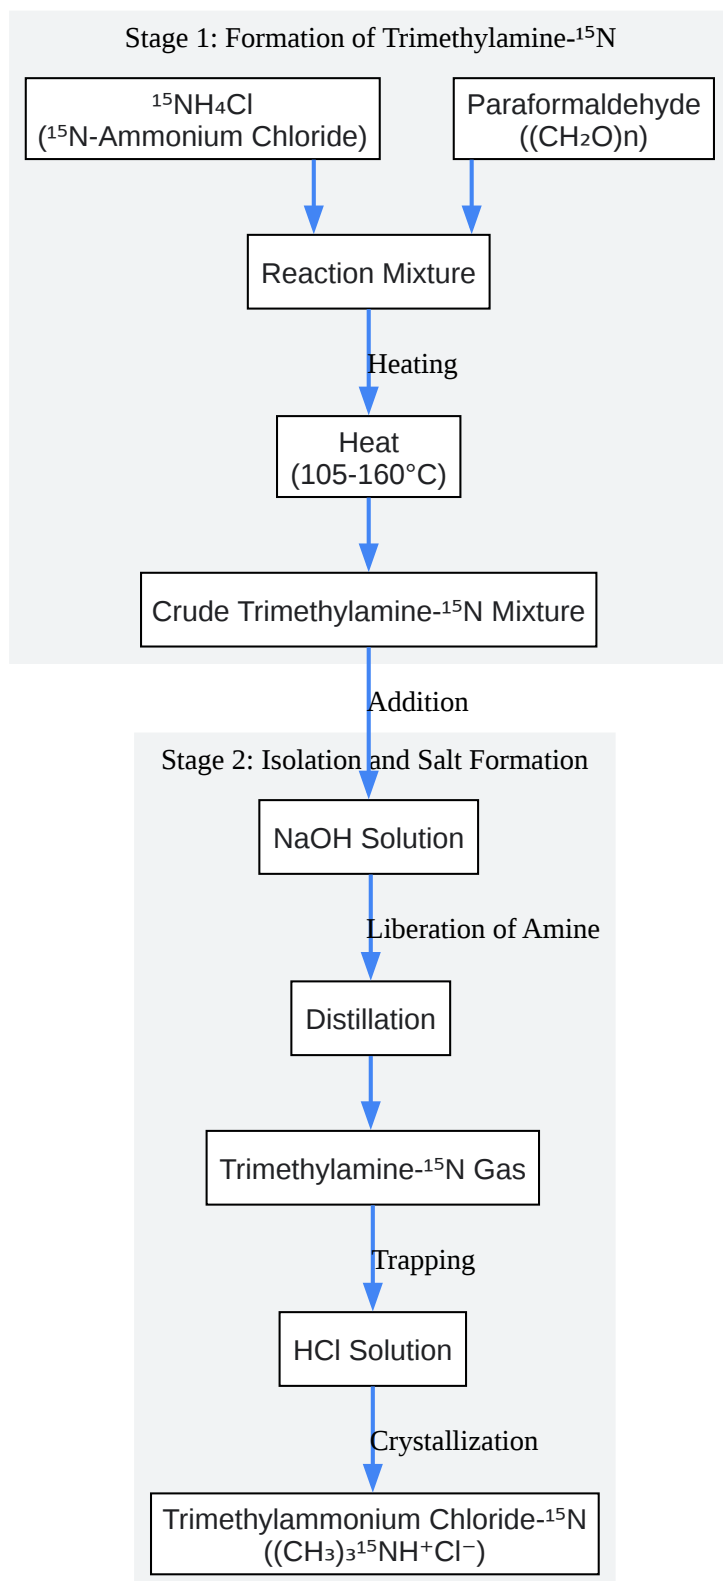 Stage 1: Formation of Trimethylamine-¹⁵N
¹⁵NH₄Cl
(¹⁵N-Ammonium Chloride)
Paraformaldehyde
((CH₂O)n)
Reaction Mixture
Heating
Heat
(105-160°C)
Crude Trimethylamine-¹⁵N Mixture
Addition
Stage 2: Isolation and Salt Formation
NaOH Solution
Liberation of Amine
Distillation
Trimethylamine-¹⁵N Gas
Trapping
HCl Solution
Crystallization
Trimethylammonium Chloride-¹⁵N
((CH₃)₃¹⁵NH⁺Cl⁻)